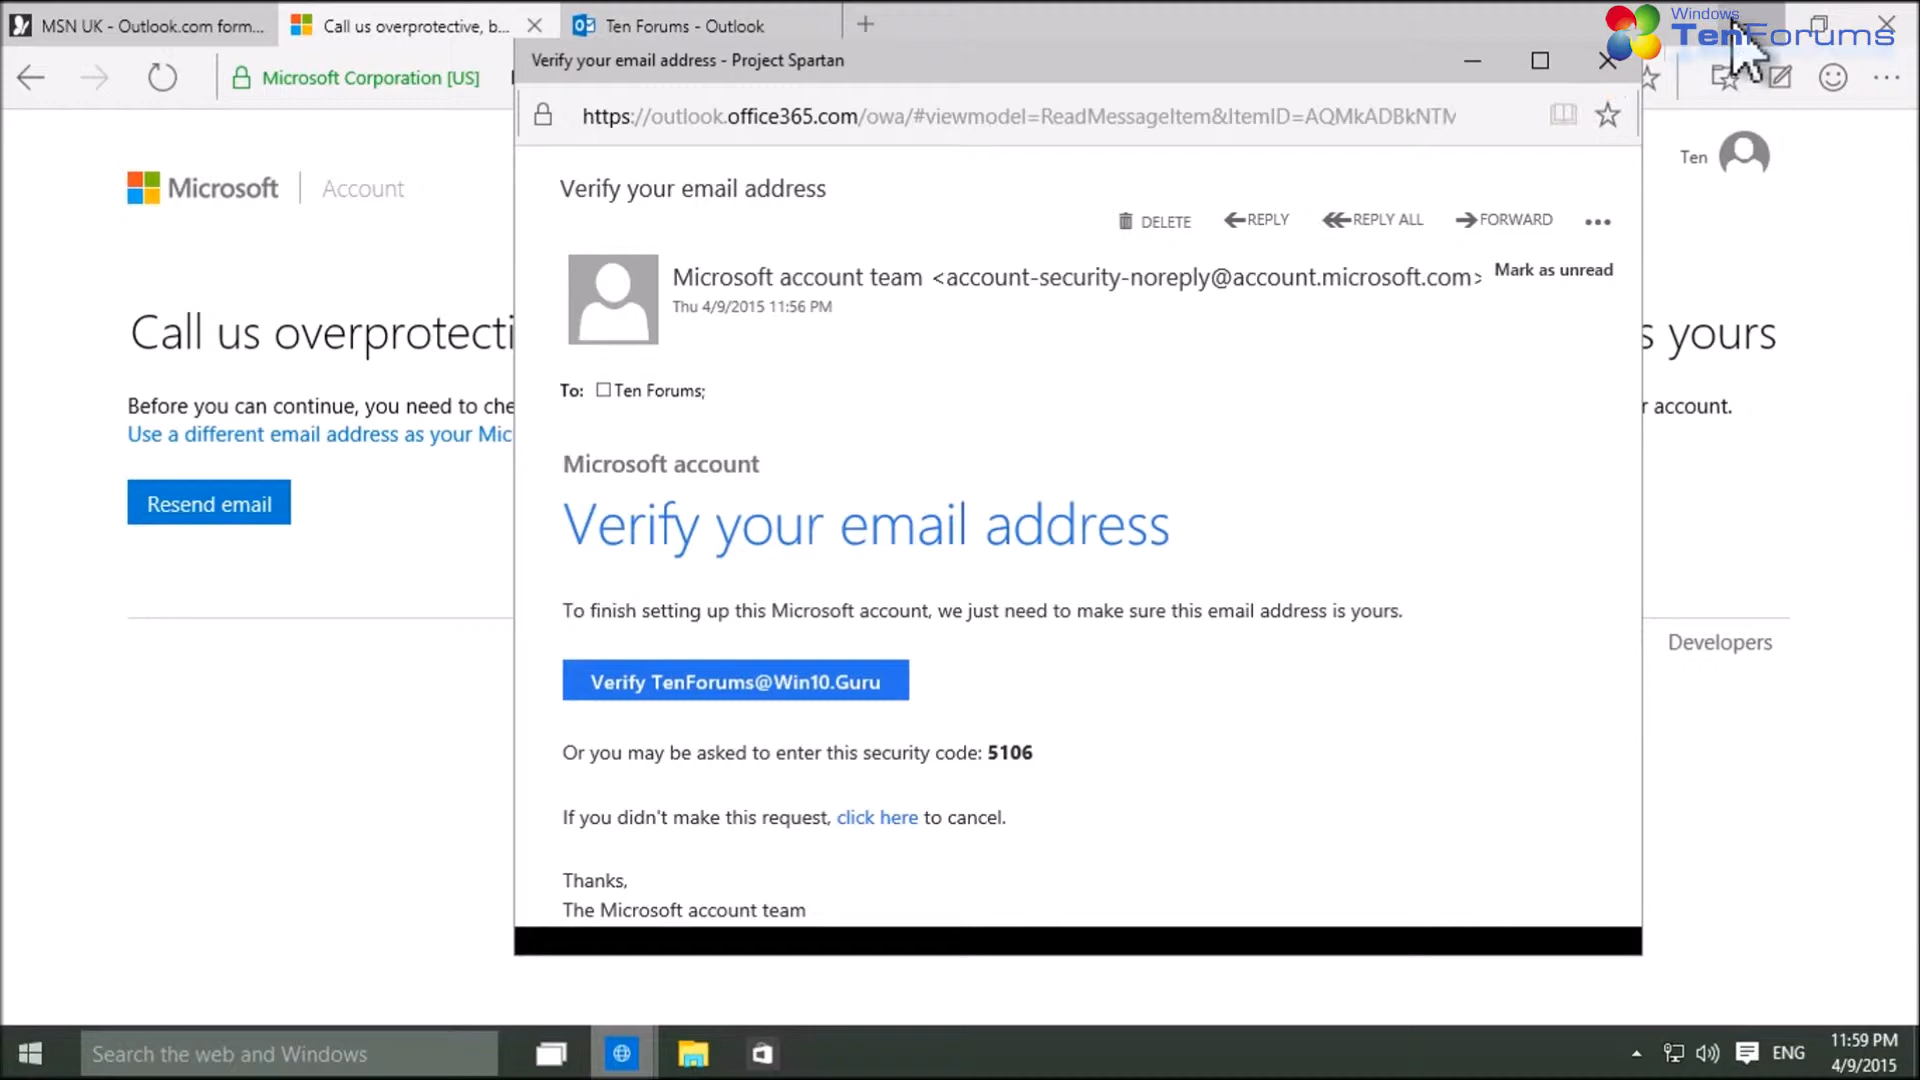 MSN UK - Outlook.com form...
Call us overprotective, b...
Ten Forums - Outlook
Windows
TenForums
Verify your email address - Project Spartan
Microsoft Corporation [US]
https://outlook.office365.com/owa/#viewmodel=ReadMessageItem&ItemID=AQMkADBkNTM
Ten
Microsoft
Account
Verify your email address
DELETE
REPLY
REPLY ALL
FORWARD
Microsoft account team <account-security-noreply@account.microsoft.com>
Mark as unread
Thu 4/9/2015 11:56 PM
Call us overprotecti
s yours
To: Ten Forums;
Before you can continue, you need to che
r account.
Use a different email address as your Mic
Microsoft account
Resend email
Verify your email address
To finish setting up this Microsoft account, we just need to make sure this email address is yours.
Developers
Verify TenForums@Win10.Guru
Or you may be asked to enter this security code: 5106
If you didn't make this request, click here to cancel.
Thanks,
The Microsoft account team
Search the web and Windows
ENG
11:59 PM
4/9/2015